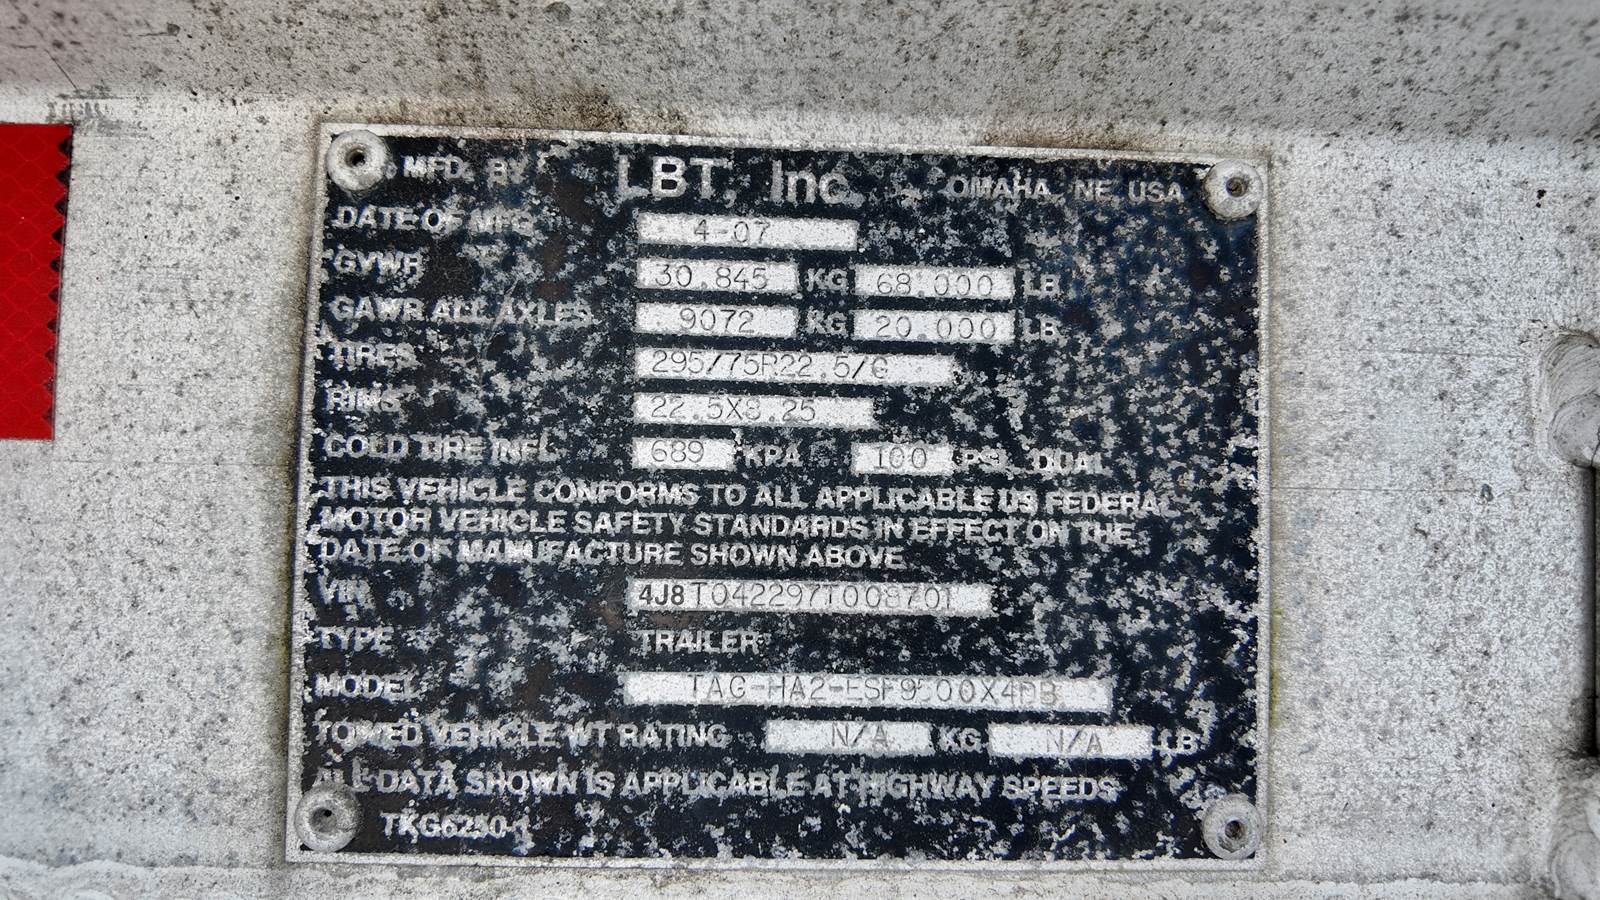 MFD. BY LBT, Inc. OMAHA, NE, USA
DATE OF MFG 4-07
GVWR 30.845 KG 68.000 LB
GAWR ALL AXLES 9072 KG 20.000 LB
TIRES 295/75R22.5/G
RIMS 22.5X8.25
COLD TIRE INFL 689 KPA 100 PSI DUAL
THIS VEHICLE CONFORMS TO ALL APPLICABLE US FEDERAL
MOTOR VEHICLE SAFETY STANDARDS IN EFFECT ON THE
DATE OF MANUFACTURE SHOWN ABOVE
VIN 4J8T042297T008701
TYPE TRAILER
MODEL TAG-HA2-ESF9500X4DB
TOWED VEHICLE WT RATING N/A KG N/A LB
ALL DATA SHOWN IS APPLICABLE AT HIGHWAY SPEEDS
TKG6250-1